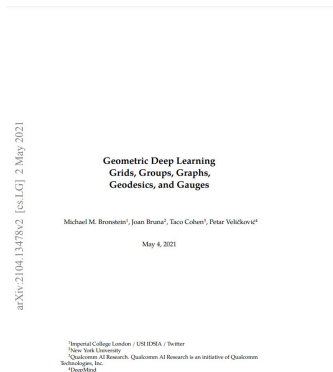 arXiv:2104.13478v2 [cs.LG] 2 May 2021
Geometric Deep Learning
Grids, Groups, Graphs,
Geodesics, and Gauges
Michael M. Bronstein¹, Joan Bruna², Taco Cohen³, Petar Veličković⁴
May 4, 2021
¹Imperial College London / USI IDSIA / Twitter
²New York University
³Qualcomm AI Research. Qualcomm AI Research is an initiative of Qualcomm
Technologies, Inc.
⁴DeepMind